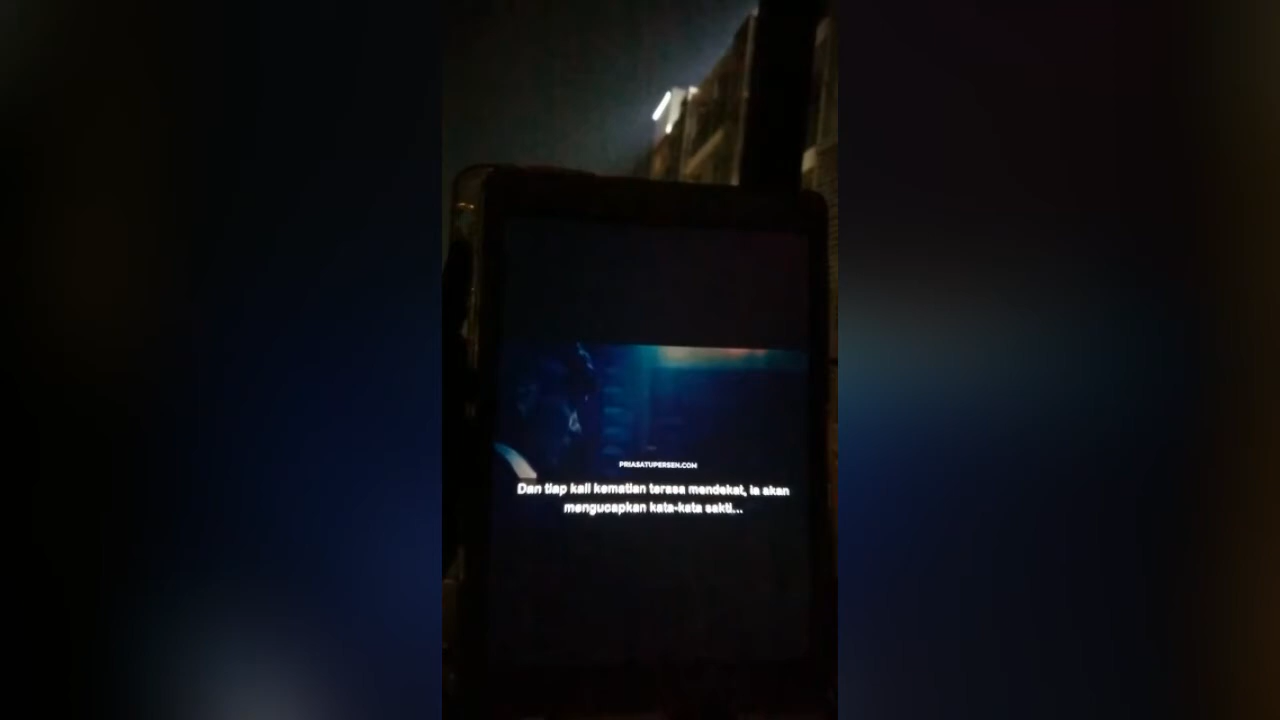 PRIASATUPERSEN.COM
Dan tiap kali kematian terasa mendekat, ia akan
mengucapkan kata-kata sakti...